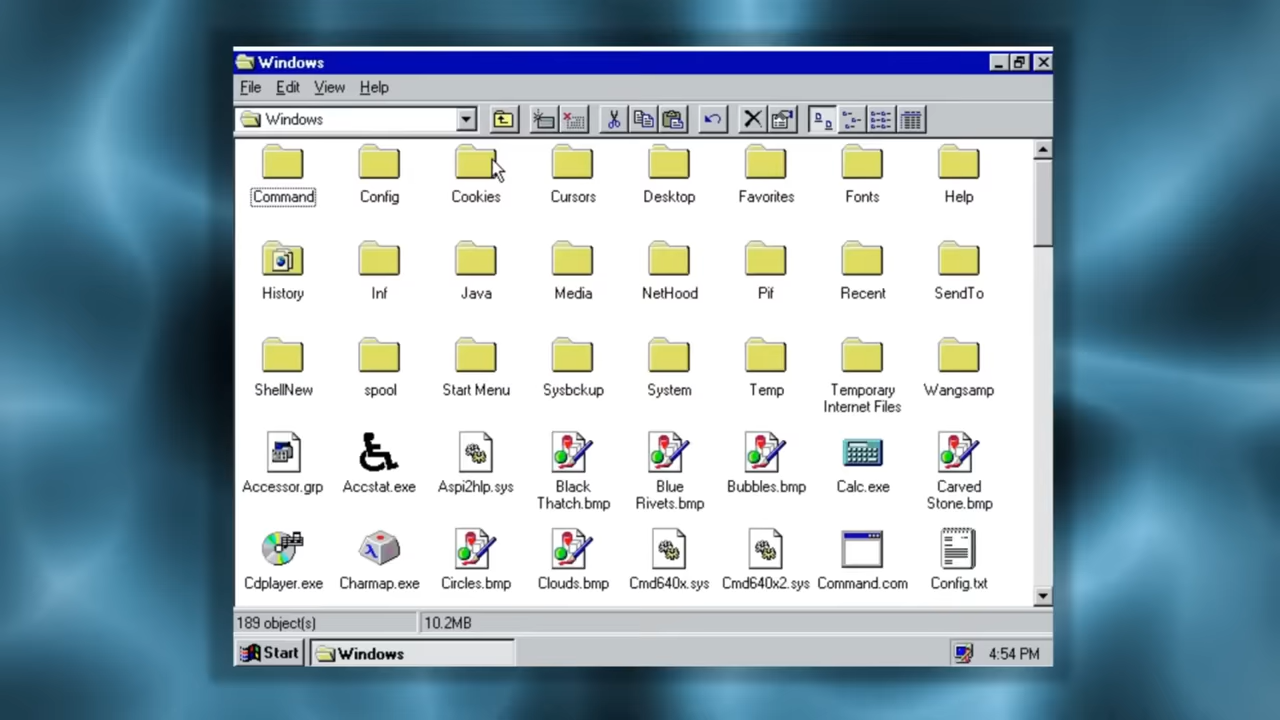 Windows
File Edit View Help
Windows
Command Config Cookies Cursors Desktop Favorites Fonts Help
History Inf Java Media NetHood Pif Recent SendTo
ShellNew spool Start Menu Sysbckup System Temp Temporary Internet Files Wangsamp
Accessor.grp Accstat.exe Aspi2hlp.sys Black Thatch.bmp Blue Rivets.bmp Bubbles.bmp Calc.exe Carved Stone.bmp
Cdplayer.exe Charmap.exe Circles.bmp Clouds.bmp Cmd640x.sys Cmd640x2.sys Command.com Config.txt
189 object(s) 10.2MB
Start Windows 4:54 PM